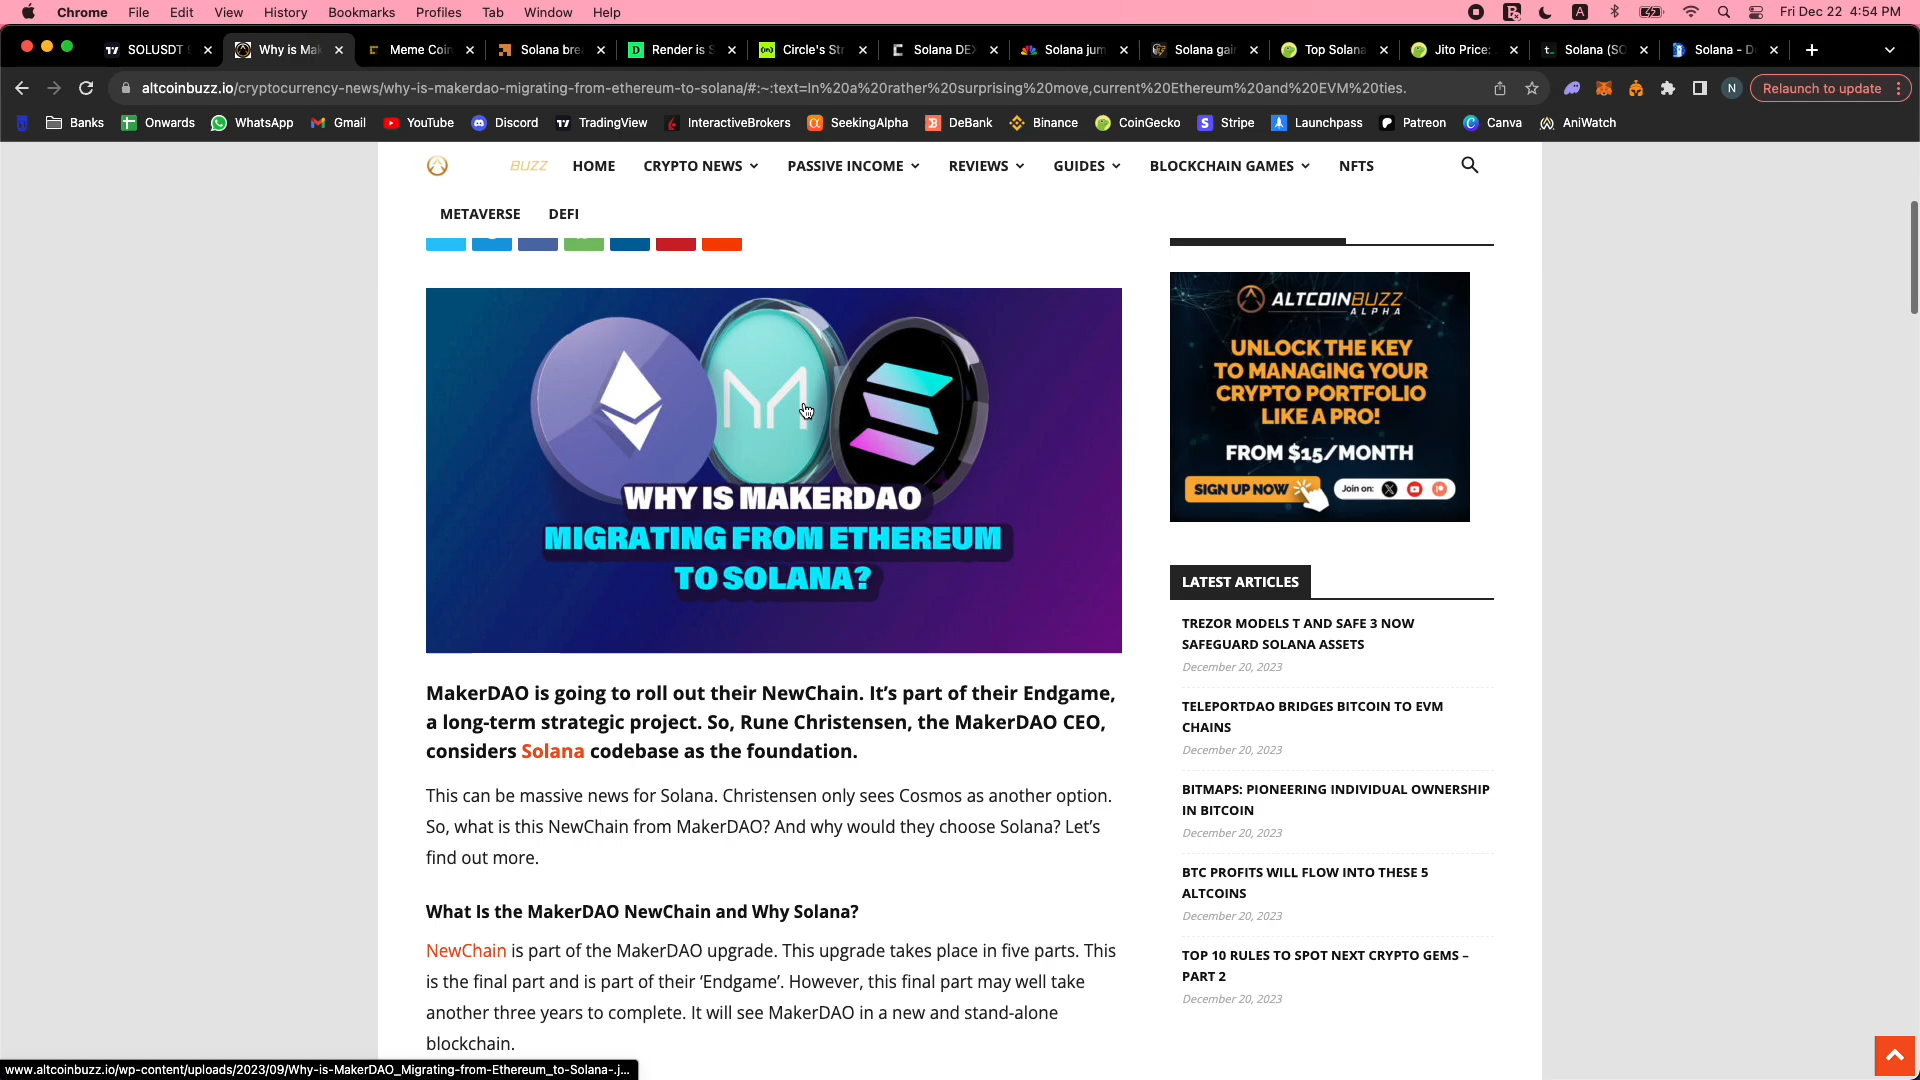 Chrome File Edit View History Bookmarks Profiles Tab Window Help A Fri Dec 22 4:54 PM
SOLUSDT Why is Mak Meme Coin Solana bre Render is S Circle's St Solana DEX Solana jum Solana gai Top Solana Jito Price: Solana (SO Solana - D
altcoinbuzz.io/cryptocurrency-news/why-is-makerdao-migrating-from-ethereum-to-solana/#:~:text=In%20a%20rather%20surprising%20move,current%20Ethereum%20and%20EVM%20ties. N Relaunch to update
Banks Onwards WhatsApp Gmail YouTube Discord TradingView InteractiveBrokers SeekingAlpha DeBank Binance CoinGecko Stripe Launchpass Patreon Canva AniWatch
BUZZ HOME CRYPTO NEWS PASSIVE INCOME REVIEWS GUIDES BLOCKCHAIN GAMES NFTS
METAVERSE DEFI
WHY IS MAKERDAO
MIGRATING FROM ETHEREUM
TO SOLANA?
MakerDAO is going to roll out their NewChain. It’s part of their Endgame,
a long-term strategic project. So, Rune Christensen, the MakerDAO CEO,
considers Solana codebase as the foundation.
This can be massive news for Solana. Christensen only sees Cosmos as another option.
So, what is this NewChain from MakerDAO? And why would they choose Solana? Let’s
find out more.
What Is the MakerDAO NewChain and Why Solana?
NewChain is part of the MakerDAO upgrade. This upgrade takes place in five parts. This
is the final part and is part of their ‘Endgame’. However, this final part may well take
another three years to complete. It will see MakerDAO in a new and stand-alone
blockchain.
ALTCOINBUZZ
ALPHA
UNLOCK THE KEY
TO MANAGING YOUR
CRYPTO PORTFOLIO
LIKE A PRO!
FROM $15/MONTH
SIGN UP NOW Join on:
LATEST ARTICLES
TREZOR MODELS T AND SAFE 3 NOW
SAFEGUARD SOLANA ASSETS
December 20, 2023
TELEPORTDAO BRIDGES BITCOIN TO EVM
CHAINS
December 20, 2023
BITMAPS: PIONEERING INDIVIDUAL OWNERSHIP
IN BITCOIN
December 20, 2023
BTC PROFITS WILL FLOW INTO THESE 5
ALTCOINS
December 20, 2023
TOP 10 RULES TO SPOT NEXT CRYPTO GEMS –
PART 2
December 20, 2023
www.altcoinbuzz.io/wp-content/uploads/2023/09/Why-is-MakerDAO_Migrating-from-Ethereum_to-Solana-.j...